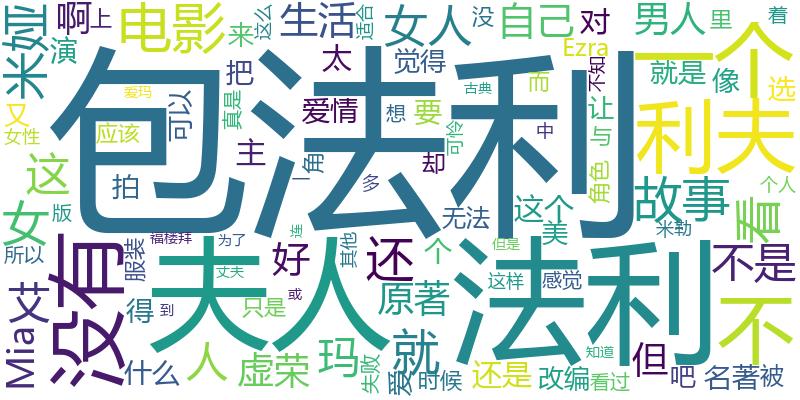 米娅
啊
上
电影
来
这么
生活
适合
女人
没
自己
对
男人
里
着
一个
演
把
太
觉得
Ezra
而
不知
就是
像
选
又
爱玛
可以
真是
爱情
想
要
古典
让
女性
应该
包法利
利夫
与
这
主
角
一
却
可怜
中
角色
个人
拍
多
故事
看
女
版
无法
这个
美
米勒
所以
福楼拜
为了
连
但是
服装
没有
夫人
好
其他
还
个
法利
不是
艾
丈夫
这样
感觉
不
得
到
只是
或
原著
Mia
什么
人
虚荣
玛
失败
就
爱
时候
还是
改编
知道
看过
但
吧
名著
被